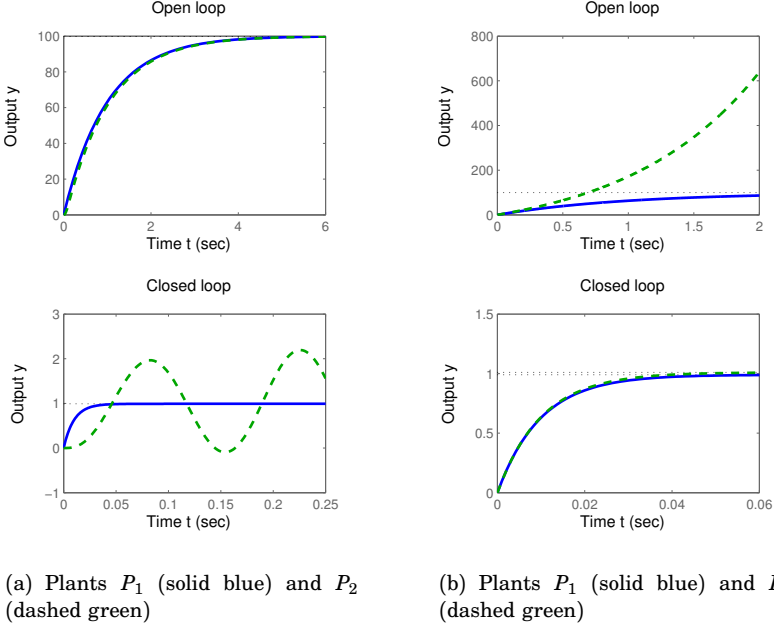 Open loop
100
80
60
40
20
0
Output y
0 2 4 6
Time t (sec)
Open loop
800
600
400
200
0
Output y
0 0.5 1 1.5 2
Time t (sec)
Closed loop
3
2
1
0
−1
Output y
0 0.05 0.1 0.15 0.2 0.25
Time t (sec)
Closed loop
1.5
1
0.5
0
Output y
0 0.02 0.04 0.06
Time t (sec)
(a) Plants P₁ (solid blue) and P₂
(dashed green)
(b) Plants P₁ (solid blue) and
(dashed green)